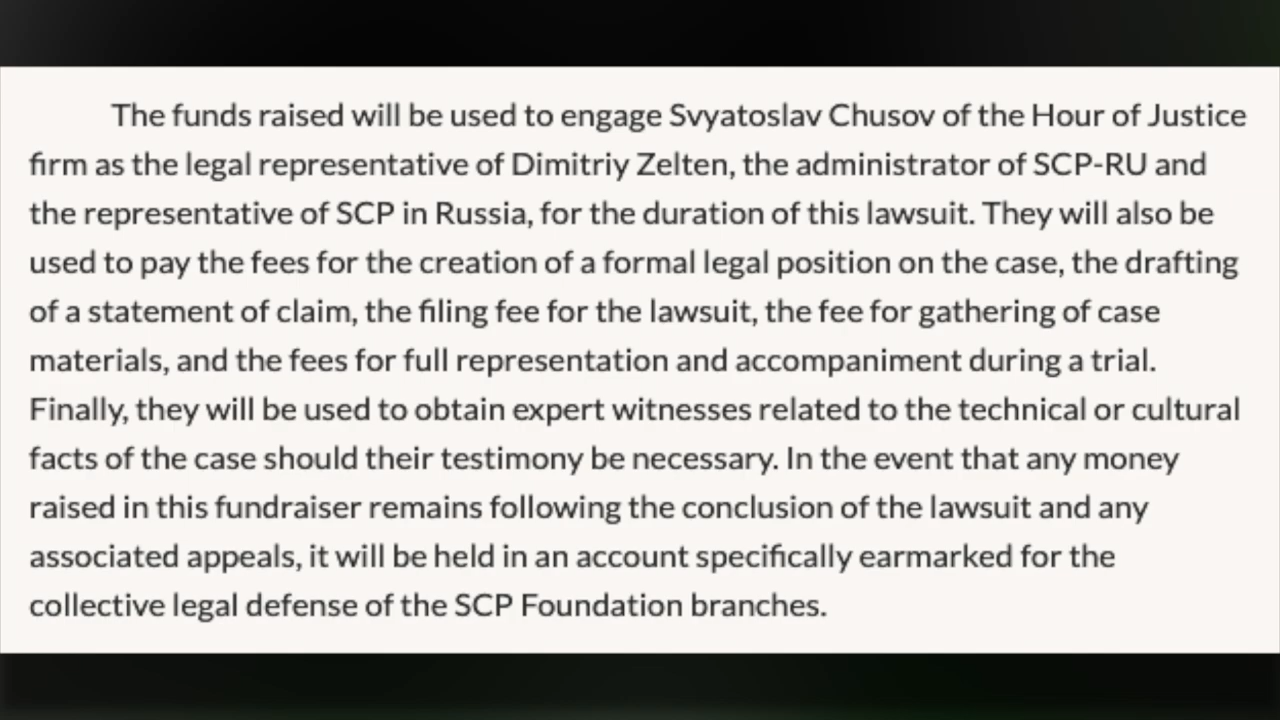 The funds raised will be used to engage Svyatoslav Chusov of the Hour of Justice
firm as the legal representative of Dimitriy Zelten, the administrator of SCP-RU and
the representative of SCP in Russia, for the duration of this lawsuit. They will also be
used to pay the fees for the creation of a formal legal position on the case, the drafting
of a statement of claim, the filing fee for the lawsuit, the fee for gathering of case
materials, and the fees for full representation and accompaniment during a trial.
Finally, they will be used to obtain expert witnesses related to the technical or cultural
facts of the case should their testimony be necessary. In the event that any money
raised in this fundraiser remains following the conclusion of the lawsuit and any
associated appeals, it will be held in an account specifically earmarked for the
collective legal defense of the SCP Foundation branches.